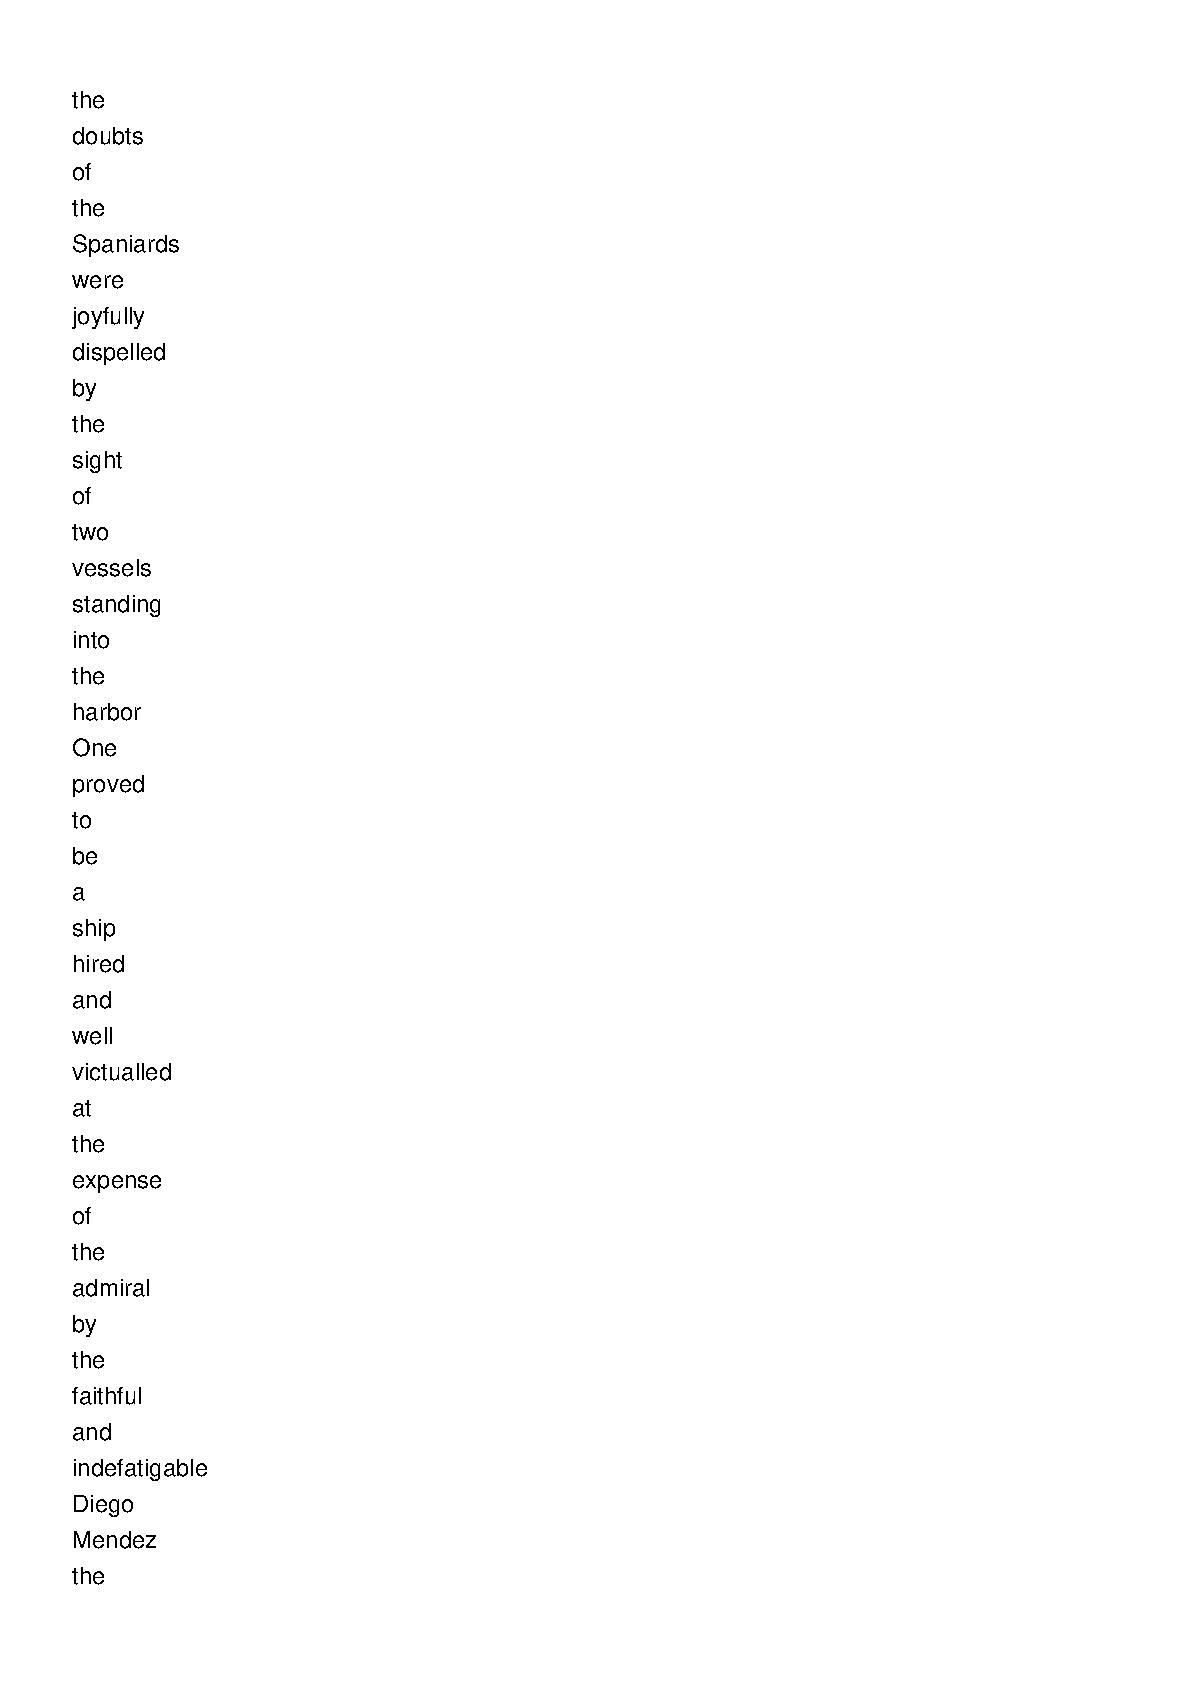 the
doubts
of
the
Spaniards
were
joyfully
dispelled
by
the
sight
of
two
vessels
standing
into
the
harbor
One
proved
to
be
a
ship
hired
and
well
victualled
at
the
expense
of
the
admiral
by
the
faithful
and
indefatigable
Diego
Mendez
the